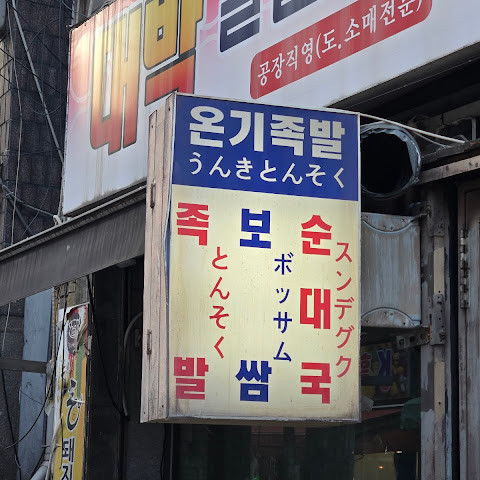 대박
공장직영(도.소매전문)
온기족발
うんきとんそく
족발
とんそく
보쌈
ボッサム
순대국
スンデグク